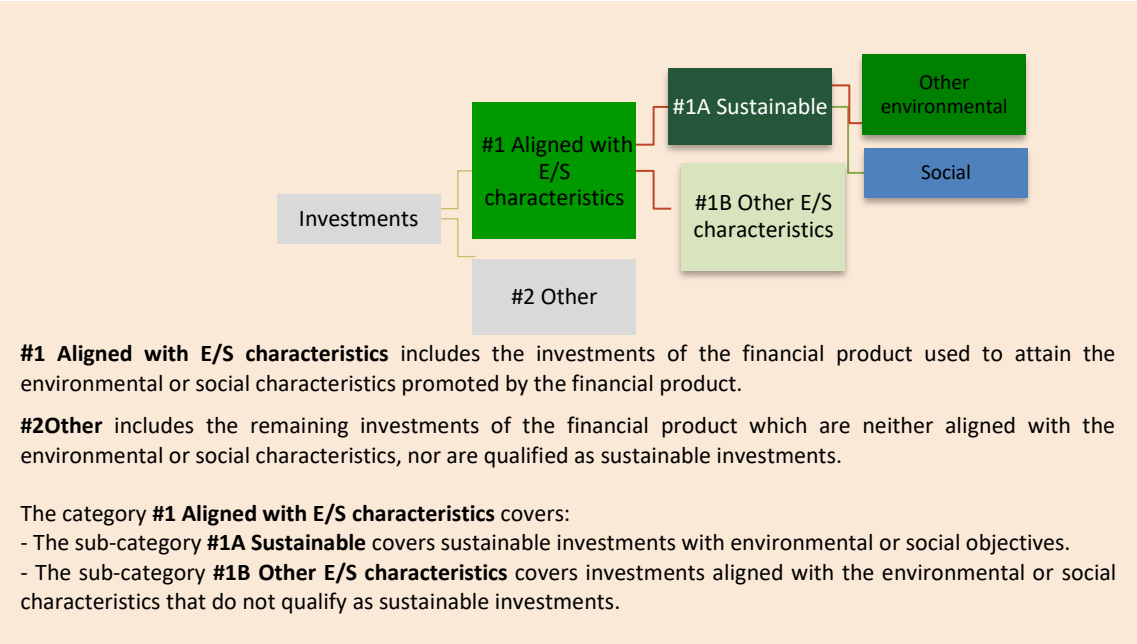 Other
environmental
#1A Sustainable
#1 Aligned with
E/S
characteristics
Social
#1B Other E/S
characteristics
Investments
#2 Other
#1 Aligned with E/S characteristics includes the investments of the financial product used to attain the
environmental or social characteristics promoted by the financial product.
#2Other includes the remaining investments of the financial product which are neither aligned with the
environmental or social characteristics, nor are qualified as sustainable investments.
The category #1 Aligned with E/S characteristics covers:
- The sub-category #1A Sustainable covers sustainable investments with environmental or social objectives.
- The sub-category #1B Other E/S characteristics covers investments aligned with the environmental or social
characteristics that do not qualify as sustainable investments.